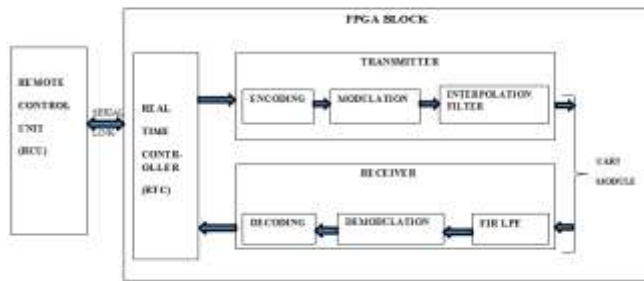 FPGA BLOCK
REMOTE
CONTROL
UNIT
(RCU)
SERIAL
LINK
REAL
TIME
CONTR-
OLLER
(RTC)
TRANSMITTER
ENCODING
MODULATION
INTERPOLATION
FILTER
RECEIVER
DECODING
DEMODULATION
FIR LPF
UART
MODULE